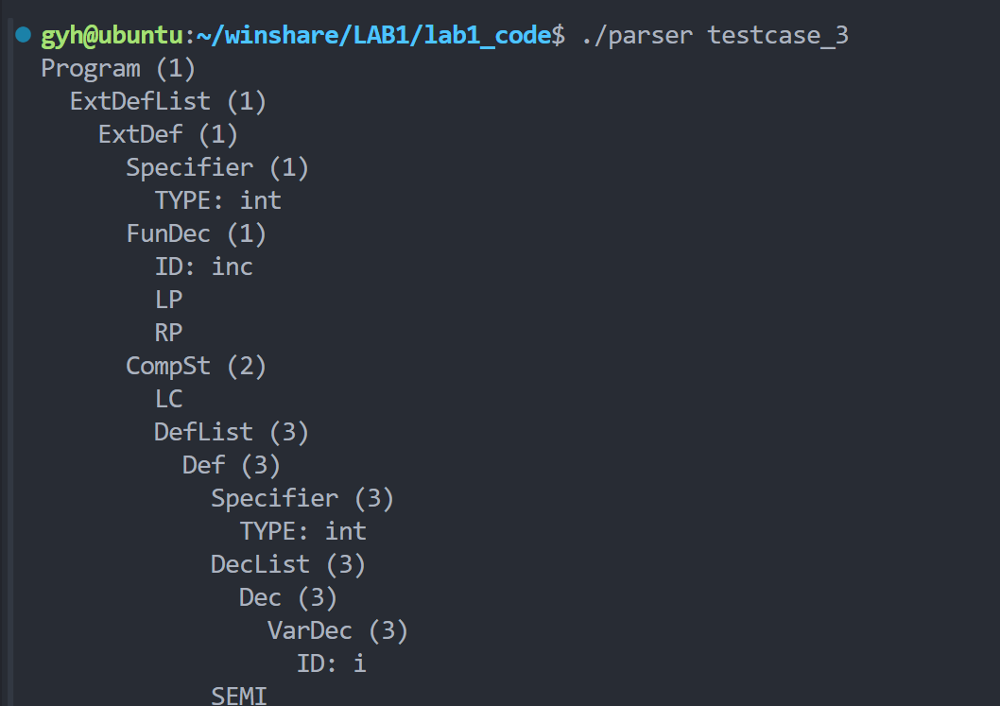 gyh@ubuntu:~/winshare/LAB1/lab1_code$ ./parser testcase_3
Program (1)
  ExtDefList (1)
    ExtDef (1)
      Specifier (1)
        TYPE: int
      FunDec (1)
        ID: inc
        LP
        RP
      CompSt (2)
        LC
        DefList (3)
          Def (3)
            Specifier (3)
              TYPE: int
            DecList (3)
              Dec (3)
                VarDec (3)
                  ID: i
            SEMI